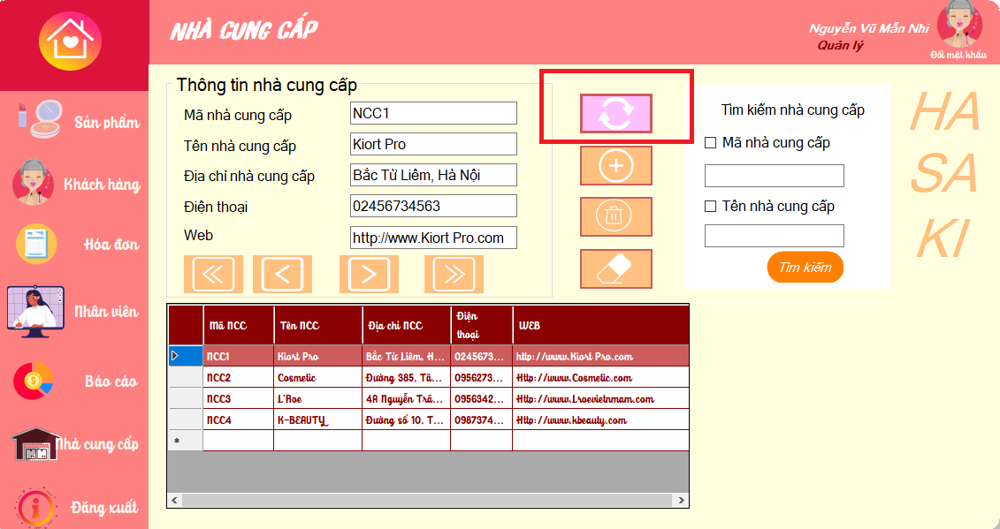 NHÀ CUNG CẤP
Nguyễn Vũ Mẫn Nhi
Quản lý
Đổi mật khẩu
Sản phẩm
Khách hàng
Hóa đơn
Nhân viên
Báo cáo
Nhà cung cấp
Đăng xuất
Thông tin nhà cung cấp
Mã nhà cung cấp NCC1
Tên nhà cung cấp Kiort Pro
Địa chỉ nhà cung cấp Bắc Từ Liêm, Hà Nội
Điện thoại 02456734563
Web http://www.Kiort Pro.com
Tìm kiếm nhà cung cấp
Mã nhà cung cấp
Tên nhà cung cấp
Tìm kiếm
HA
SA
KI
Mã NCC Tên NCC Địa chỉ NCC Điện thoại WEB
NCC1 Kiort Pro Bắc Từ Liêm, H... 0245673... http://www.Kiort Pro.com
NCC2 Cosmetic Đường 385, Tă... 0956273... Http://www.Cosmetic.com
NCC3 L'Roe 4A Nguyễn Trã... 0956342... Http://www.Lroevietnmam.com
NCC4 K-BEAUTY Đường số 10, T... 0987374... Http://www.kbeauty.com